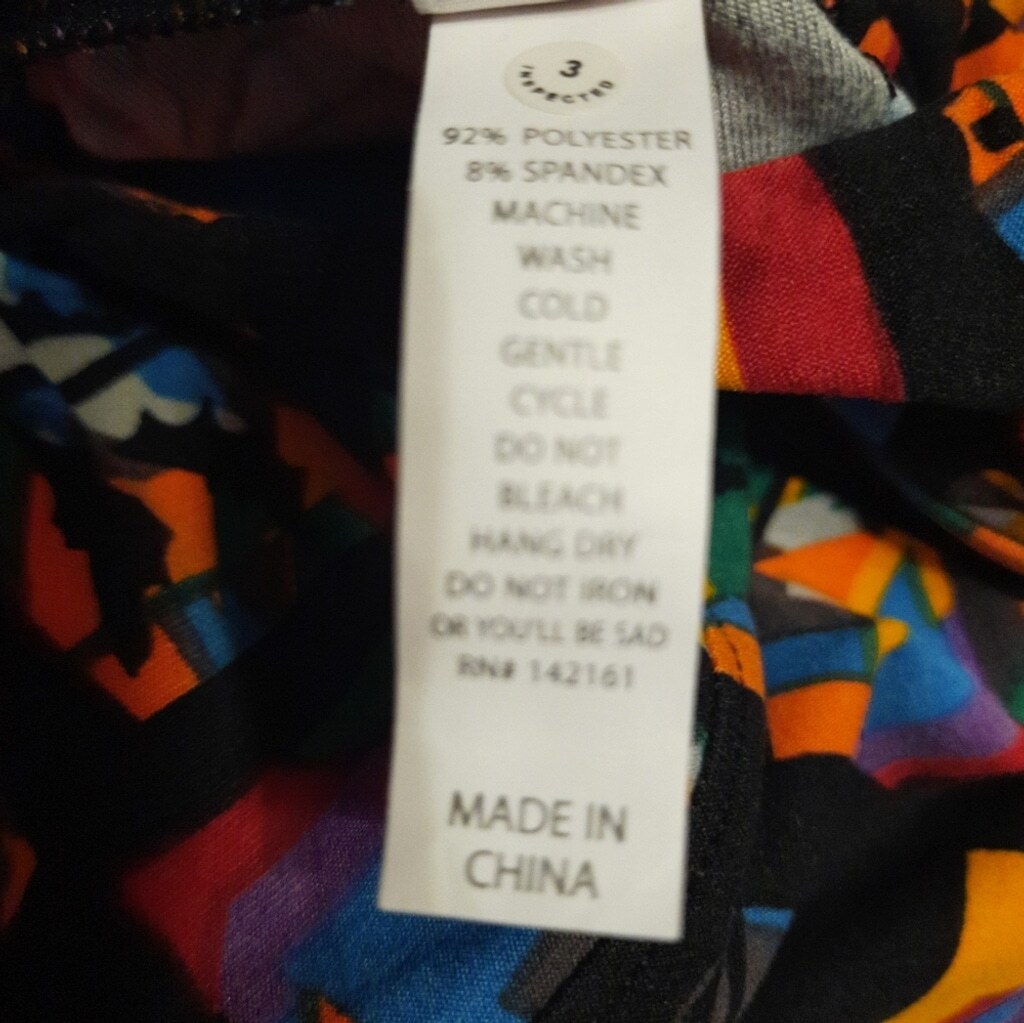 3
INSPECTED
92% POLYESTER
8% SPANDEX
MACHINE
WASH
COLD
GENTLE
CYCLE
DO NOT
BLEACH
HANG DRY
DO NOT IRON
OR YOU'LL BE SAD
RN# 142161
MADE IN
CHINA